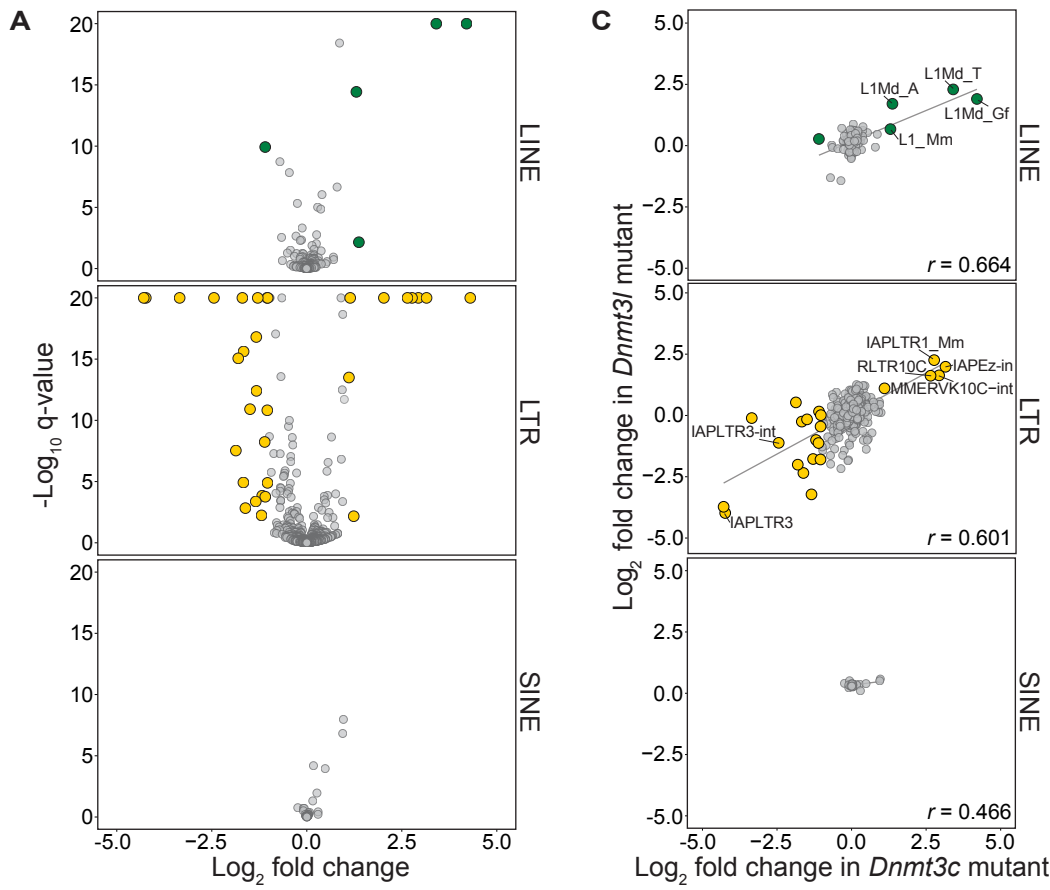 A
20
15
10
5
0
LINE
20
15
10
5
0
LTR
20
15
10
5
0
SINE
-Log10 q-value
−5.0
−2.5
0.0
2.5
5.0
Log2 fold change
C
5.0
2.5
0.0
−2.5
−5.0
L1Md_T
L1Md_A
L1Md_Gf
L1_Mm
r = 0.664
LINE
5.0
2.5
0.0
−2.5
−5.0
IAPLTR1_Mm
RLTR10C
IAPEz-in
MMERVK10C−int
IAPLTR3-int
IAPLTR3
r = 0.601
LTR
5.0
2.5
0.0
−2.5
−5.0
r = 0.466
SINE
Log2 fold change in Dnmt3l mutant
−5.0
−2.5
0.0
2.5
5.0
Log2 fold change in Dnmt3c mutant